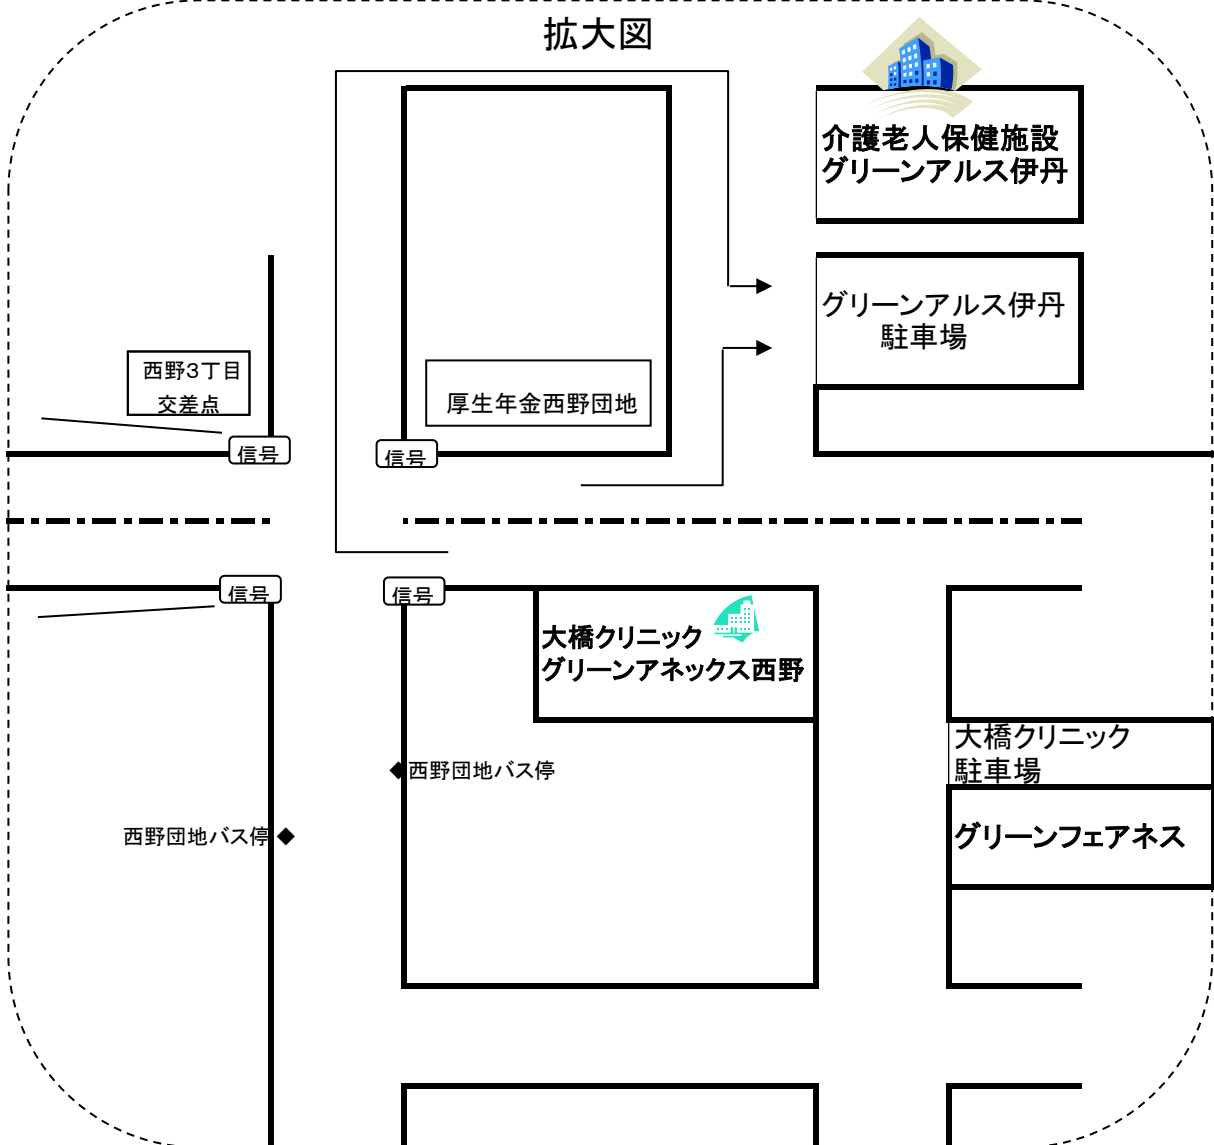 拡大図
介護老人保健施設
グリーンアルス伊丹
グリーンアルス伊丹
駐車場
西野3丁目
交差点
厚生年金西野団地
信号
信号
信号
信号
大橋クリニック
グリーンアネックス西野
大橋クリニック
駐車場
西野団地バス停
西野団地バス停
グリーンフェアネス